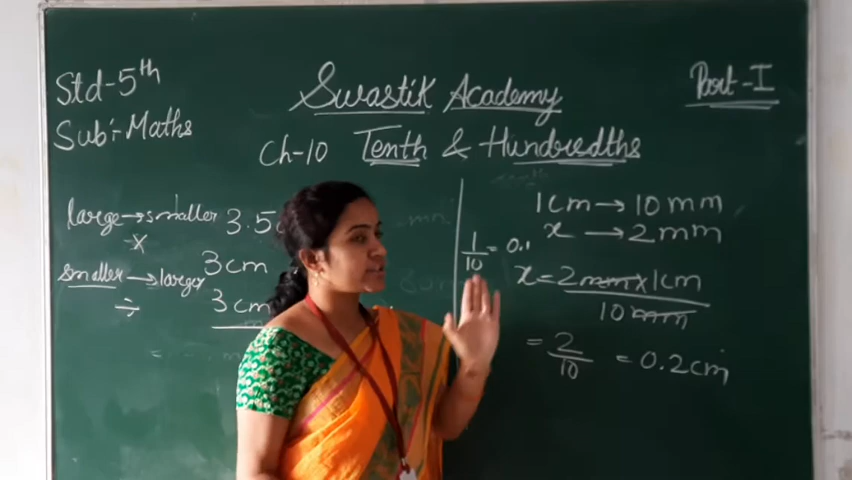 Std-5th
Sub:-Maths
Swastik Academy
Part-I
Ch-10 Tenth & Hundredths
large→smaller
×
smaller→larger
÷
3.5
3cm
3cm
1/10 = 0.1
1cm→10mm
x→2mm
x=2mm×1cm/10mm
=2/10 =0.2cm